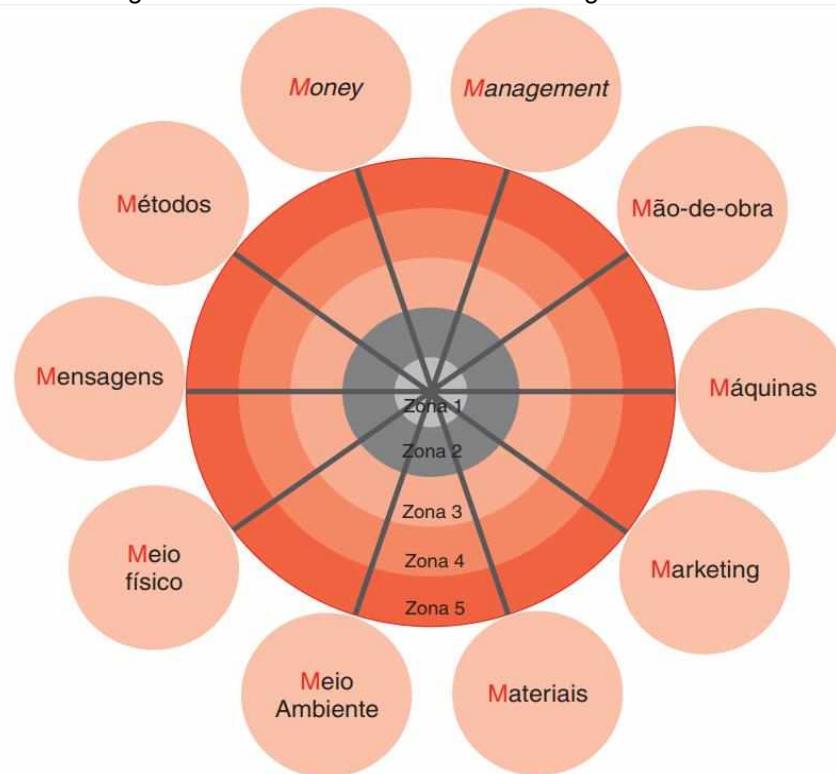 Money
Management
Métodos
Mão-de-obra
Mensagens
Máquinas
Zona 1
Zona 2
Zona 3
Zona 4
Zona 5
Meio
físico
Marketing
Meio
Ambiente
Materiais